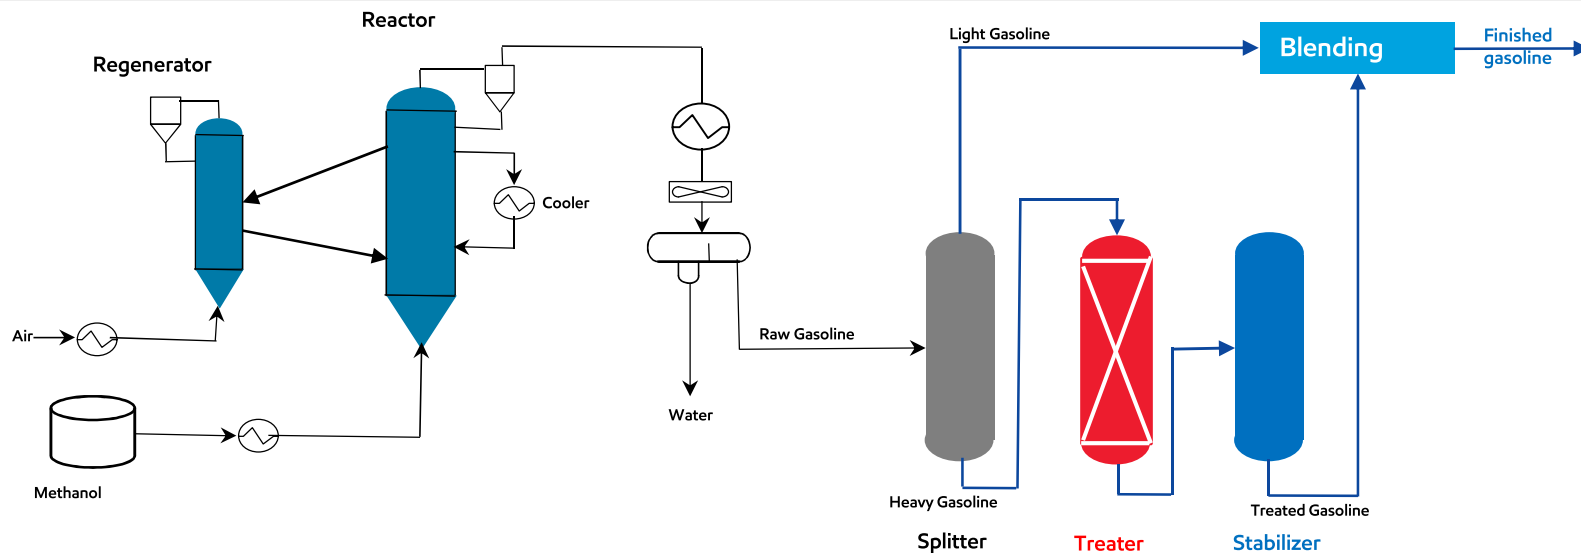 Reactor
Regenerator
Light Gasoline
Blending
Finished
gasoline
Cooler
Air
Raw Gasoline
Water
Methanol
Heavy Gasoline
Treated Gasoline
Splitter
Treater
Stabilizer